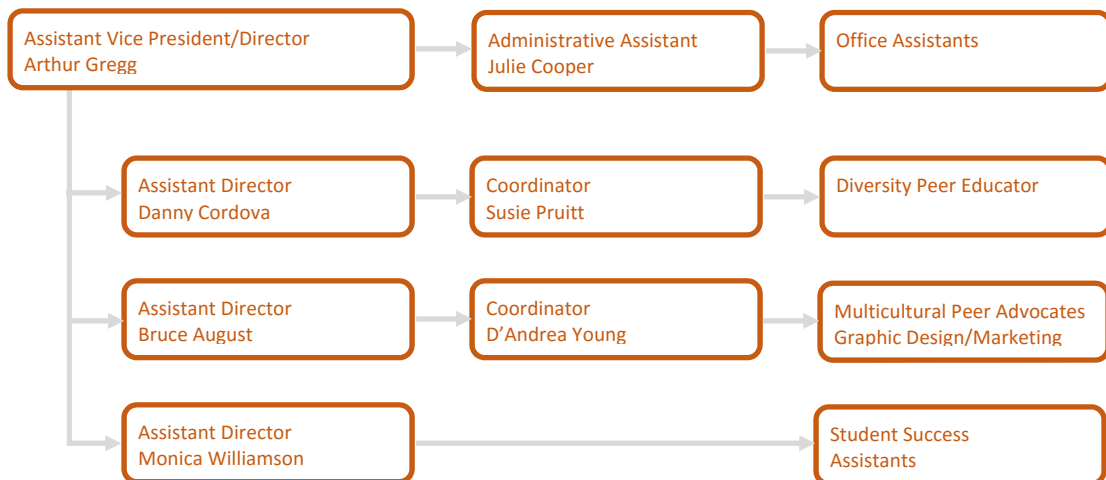 Assistant Vice President/Director
Arthur Gregg
Administrative Assistant
Julie Cooper
Office Assistants
Assistant Director
Danny Cordova
Coordinator
Susie Pruitt
Diversity Peer Educator
Assistant Director
Bruce August
Coordinator
D’Andrea Young
Multicultural Peer Advocates
Graphic Design/Marketing
Assistant Director
Monica Williamson
Student Success
Assistants